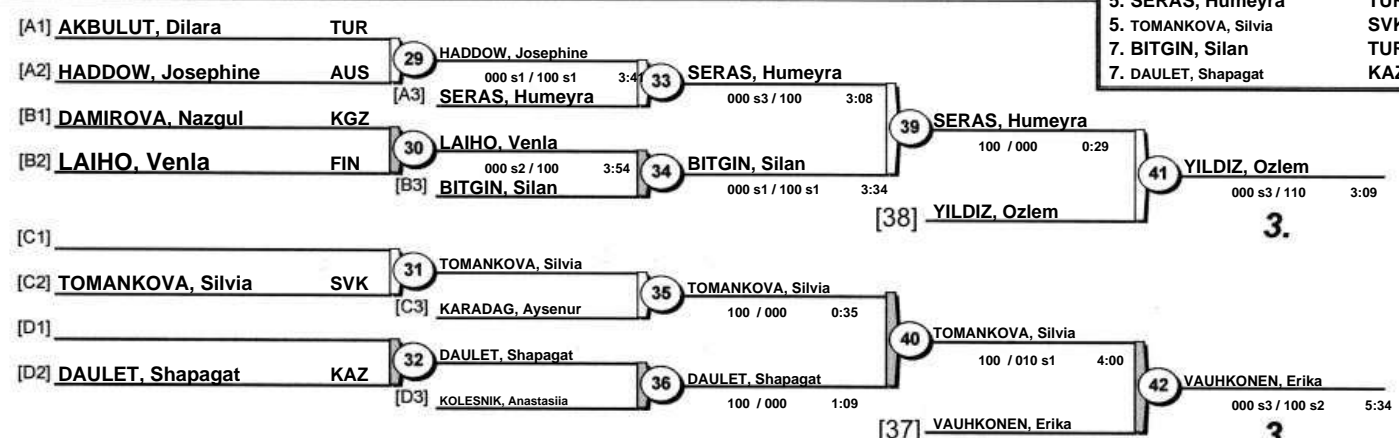 5. SERAS, Humeyra TUR
5. TOMANKOVA, Silvia SVK
7. BITGIN, Silan TUR
7. DAULET, Shapagat KAZ
[A1] AKBULUT, Dilara TUR
29 HADDOW, Josephine
[A2] HADDOW, Josephine AUS
000 s1 / 100 s1 3:41
33 SERAS, Humeyra
[A3] SERAS, Humeyra
000 s3 / 100 3:08
[B1] DAMIROVA, Nazgul KGZ
39 SERAS, Humeyra
30 LAIHO, Venla
100 / 000 0:29
[B2] LAIHO, Venla FIN
000 s2 / 100 3:54
34 BITGIN, Silan
41 YILDIZ, Ozlem
[B3] BITGIN, Silan
000 s1 / 100 s1 3:34
000 s3 / 110 3:09
[38] YILDIZ, Ozlem
3.
[C1]
31 TOMANKOVA, Silvia
[C2] TOMANKOVA, Silvia SVK
35 TOMANKOVA, Silvia
[C3] KARADAG, Aysenur
100 / 000 0:35
[D1]
40 TOMANKOVA, Silvia
32 DAULET, Shapagat
100 / 010 s1 4:00
[D2] DAULET, Shapagat KAZ
36 DAULET, Shapagat
42 VAUHKONEN, Erika
[D3] KOLESNIK, Anastasiia
100 / 000 1:09
000 s3 / 100 s2 5:34
[37] VAUHKONEN, Erika
3.